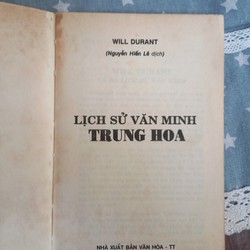 WILL DURANT
(Nguyễn Hiến Lê dịch)
LỊCH SỬ VĂN MINH
TRUNG HOA
NHÀ XUẤT BẢN VĂN HÓA - TT